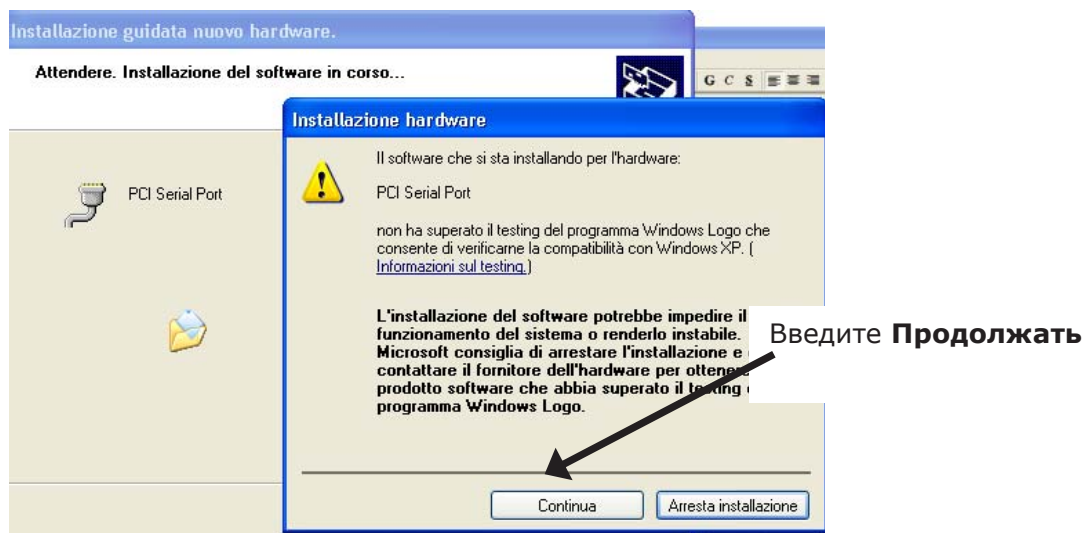 Installazione guidata nuovo hardware.
Attendere. Installazione del software in corso...
G C S
Installazione hardware
PCI Serial Port
Il software che si sta installando per l'hardware:
PCI Serial Port
non ha superato il testing del programma Windows Logo che
consente di verificarne la compatibilità con Windows XP. (
Informazioni sul testing.)
L'installazione del software potrebbe impedire il
funzionamento del sistema o renderlo instabile.
Microsoft consiglia di arrestare l'installazione e
contattare il fornitore dell'hardware per ottenere
prodotto software che abbia superato il testing
programma Windows Logo.
Введите Продолжать
Continua
Arresta installazione